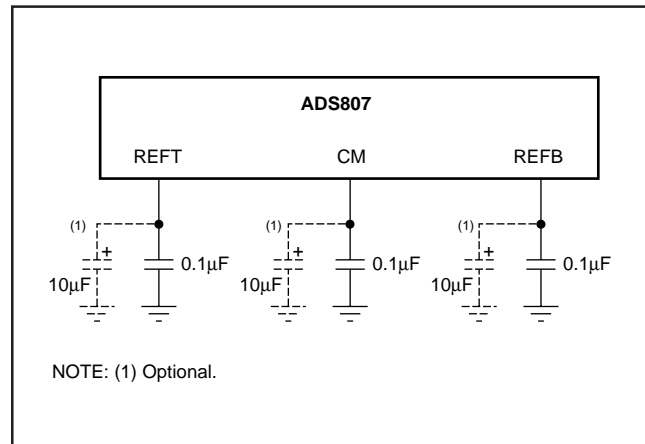 ADS807
REFT CM REFB
(1) (1) (1)
+ 0.1µF + 0.1µF + 0.1µF
10µF 10µF 10µF
NOTE: (1) Optional.